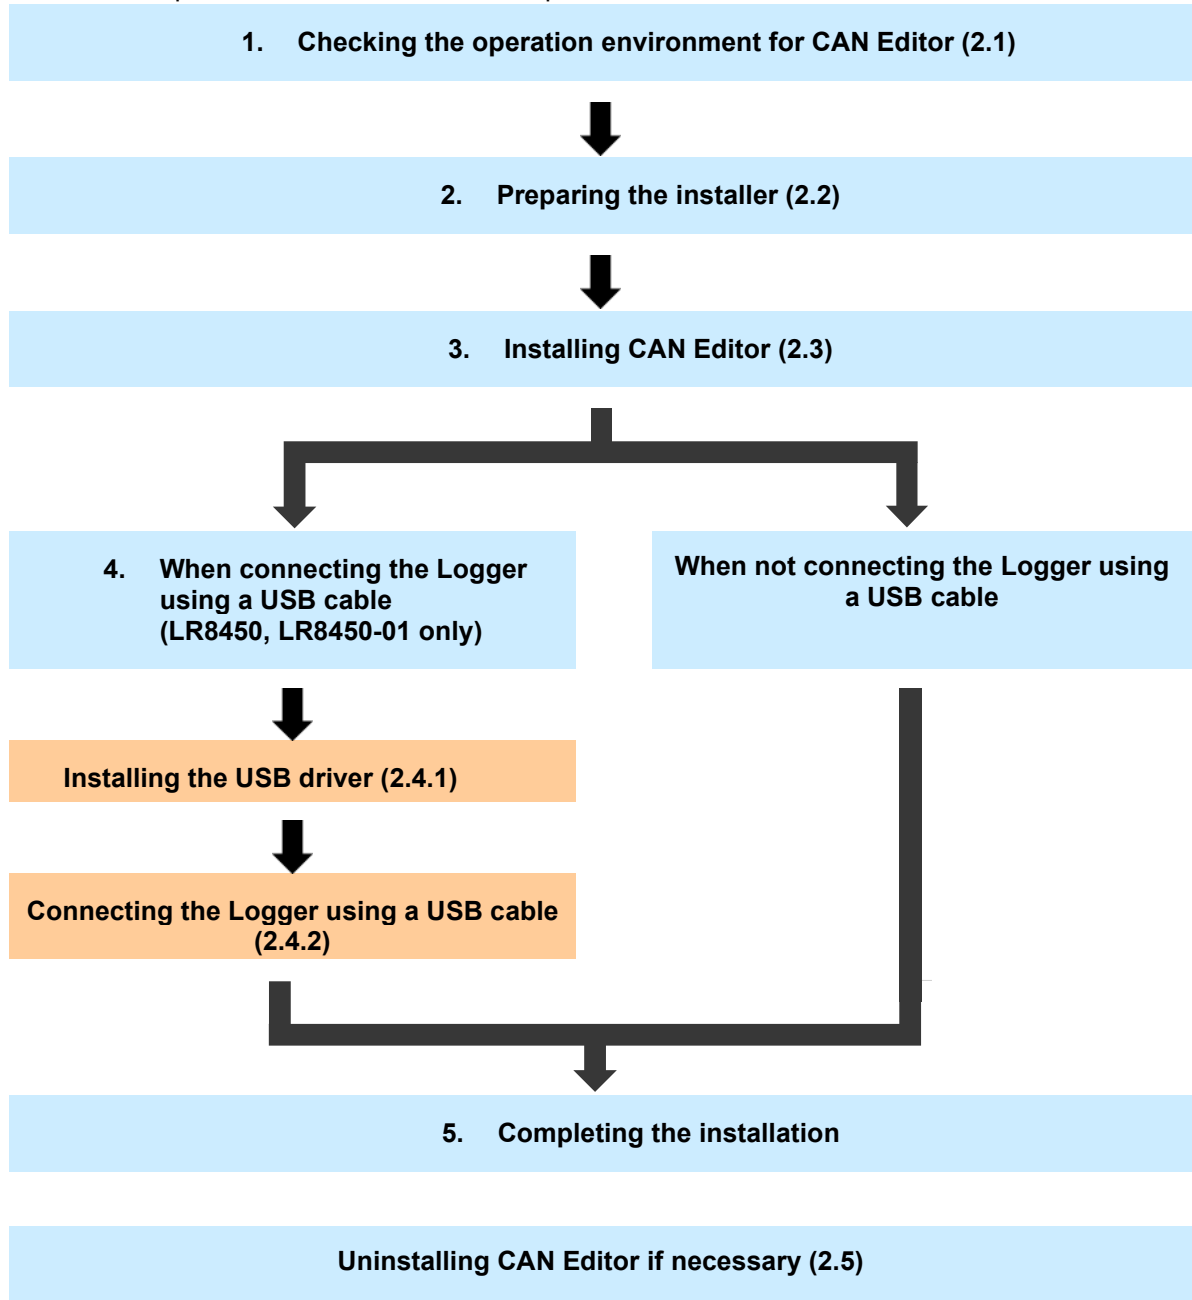 1. Checking the operation environment for CAN Editor (2.1)
2. Preparing the installer (2.2)
3. Installing CAN Editor (2.3)
4. When connecting the Logger
using a USB cable
(LR8450, LR8450-01 only)
When not connecting the Logger using
a USB cable
Installing the USB driver (2.4.1)
Connecting the Logger using a USB cable
(2.4.2)
5. Completing the installation
Uninstalling CAN Editor if necessary (2.5)